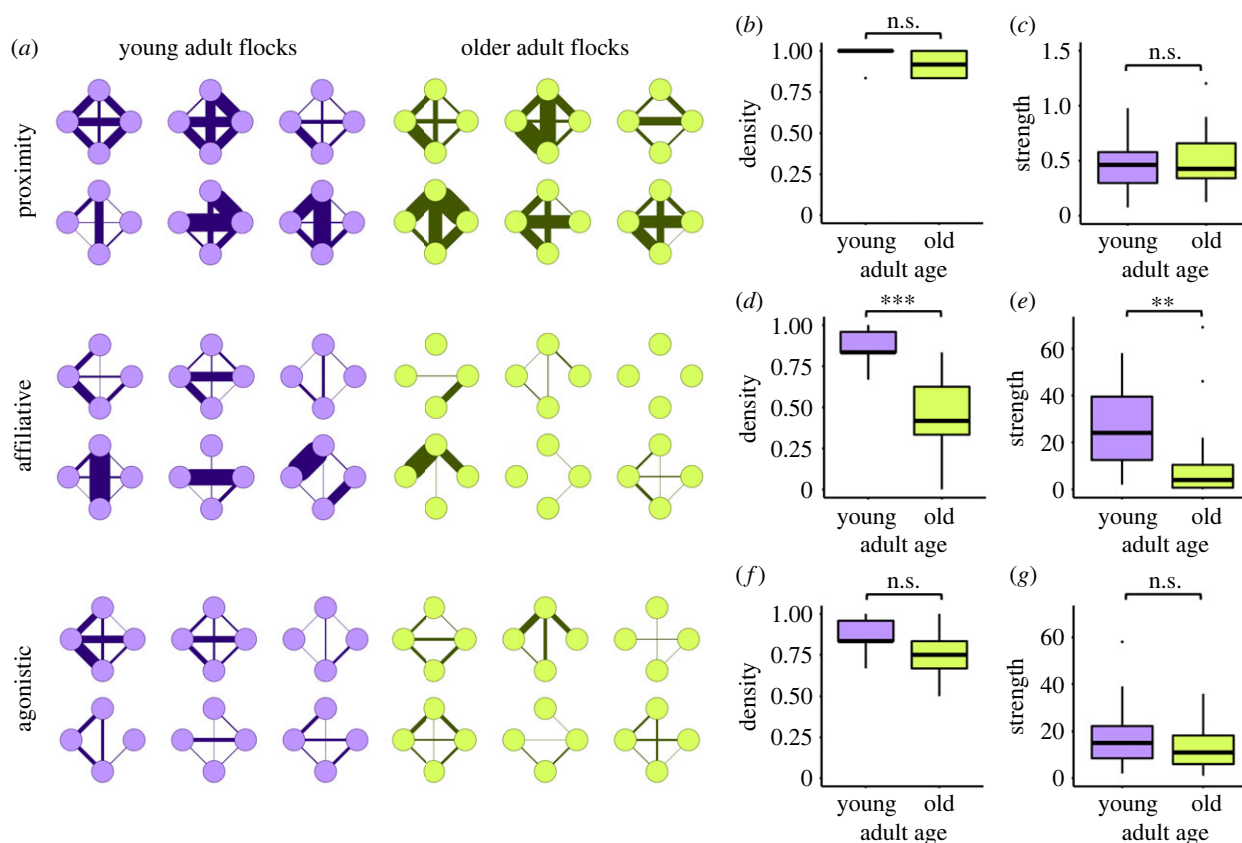 (a)
young adult flocks
older adult flocks
proximity
affiliative
agonistic
(b)
n.s.
1.00
0.75
0.50
0.25
0
density
young old
adult age
(c)
n.s.
1.5
1.0
0.5
0
strength
young old
adult age
(d)
***
1.00
0.75
0.50
0.25
0
density
young old
adult age
(e)
**
60
40
20
0
strength
young old
adult age
(f)
n.s.
1.00
0.75
0.50
0.25
0
density
young old
adult age
(g)
n.s.
60
40
20
0
strength
young old
adult age